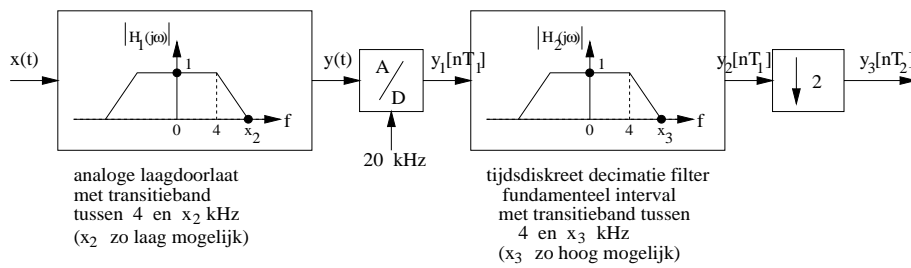 |H₁(jω)|
|H₂(jω)|
x(t)
y(t)
y₁[nT₁]
y₂[nT₁]
y₃[nT₂]
1
A
D
1
2
0 4 x₂ f
0 4 x₃ f
20 kHz
analoge laagdoorlaat
met transitieband
tussen 4 en x₂ kHz
(x₂ zo laag mogelijk)
tijdsdiskreet decimatie filter
fundamenteel interval
met transitieband tussen
4 en x₃ kHz
(x₃ zo hoog mogelijk)